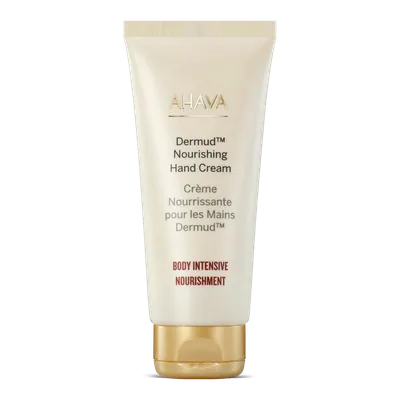 AHAVA
Dermud™
Nourishing
Hand Cream
Crème
Nourrissante
pour les Mains
Dermud™
BODY INTENSIVE
NOURISHMENT